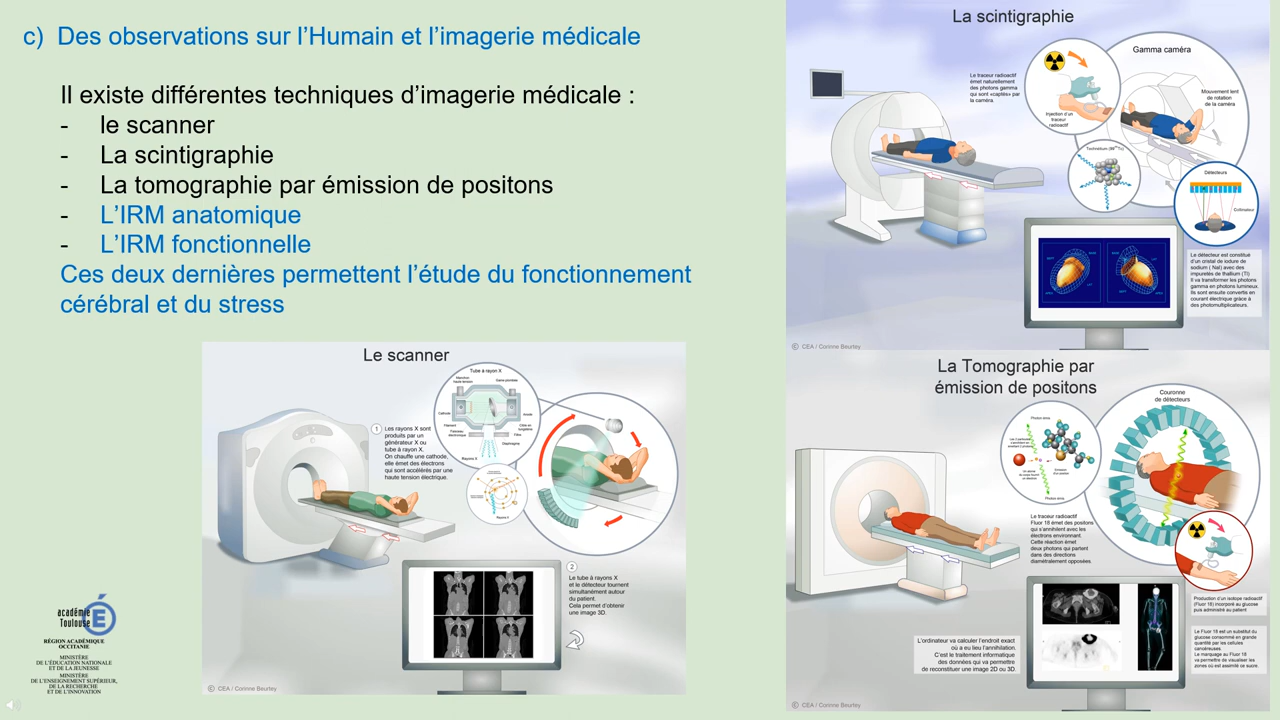 c) Des observations sur l'Humain et l'imagerie médicale
Il existe différentes techniques d'imagerie médicale :
- le scanner
- La scintigraphie
- La tomographie par émission de positons
- L'IRM anatomique
- L'IRM fonctionnelle
Ces deux dernières permettent l'étude du fonctionnement
cérébral et du stress
La scintigraphie
Gamma caméra
Le traceur radioactif
émet naturellement
des photons gamma
qui sont «captés» par
la caméra
Injection d'un
traceur
radioactif
Mouvement lent
de rotation
de la caméra
Détecteurs
Collimateur
Le détecteur est constitué
d'un cristal de iodure de
sodium ( NaI) avec des
impuretés de thallium (Tl)
Il va transformer les photons
gamma en photons lumineux.
Ils sont ensuite convertis en
courant électrique grâce à
des photomultiplicateurs.
© CEA / Corinne Beurtey
Le scanner
Tube à rayon X
Cathode
Filament
Anode
Filtre
Diaphragme
Rayons X
1
Les rayons X sont
produits par un
générateur X ou
tube à rayon X.
On chauffe une cathode,
elle émet des électrons
qui sont accélérés par une
haute tension électrique.
Rayons X
2
Le tube à rayons X
et le détecteur tournent
simultanément autour
du patient.
Cela permet d'obtenir
une image 3D.
© CEA / Corinne Beurtey
La Tomographie par
émission de positons
Couronne
de détecteurs
Photon émis
Photon émis
Le traceur radioactif
Fluor 18 émet des positons
qui s'annihilent avec les
électrons environnant.
Cette réaction émet
deux photons qui partent
dans des directions
diamétralement opposées
Production d'un isotope radioactif
(Fluor 18) incorporé au glucose
puis administré au patient
Le Fluor 18 est un substitut du
glucose consommé en grande
quantité par les cellules
cancéreuses
Le marquage au Fluor 18
va permettre de visualiser les
zones où est assimilé ce sucre.
L'ordinateur va calculer l'endroit exact
où a eu lieu l'annihilation.
C'est le traitement informatique
des données qui va permettre
de reconstituer une image 2D ou 3D.
© CEA / Corinne Beurtey
académie
Toulouse
RÉGION ACADÉMIQUE
OCCITANIE
MINISTÈRE
DE L'ÉDUCATION NATIONALE
ET DE LA JEUNESSE
MINISTÈRE
DE L'ENSEIGNEMENT SUPÉRIEUR,
DE LA RECHERCHE
ET DE L'INNOVATION